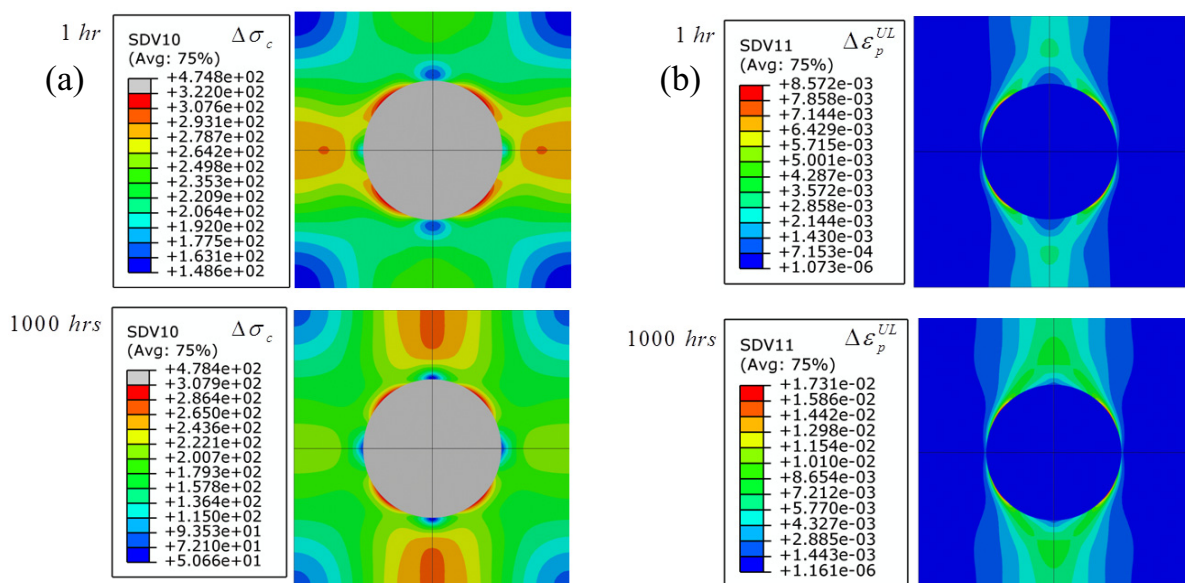 1 hr
(a)
SDV10 Δσc
(Avg: 75%)
+4.748e+02
+3.220e+02
+3.076e+02
+2.931e+02
+2.787e+02
+2.642e+02
+2.498e+02
+2.353e+02
+2.209e+02
+2.064e+02
+1.920e+02
+1.775e+02
+1.631e+02
+1.486e+02
1 hr
(b)
SDV11 Δεp^UL
(Avg: 75%)
+8.572e-03
+7.858e-03
+7.144e-03
+6.429e-03
+5.715e-03
+5.001e-03
+4.287e-03
+3.572e-03
+2.858e-03
+2.144e-03
+1.430e-03
+7.153e-04
+1.073e-06
1000 hrs
SDV10 Δσc
(Avg: 75%)
+4.784e+02
+3.079e+02
+2.864e+02
+2.650e+02
+2.436e+02
+2.221e+02
+2.007e+02
+1.793e+02
+1.578e+02
+1.364e+02
+1.150e+02
+9.353e+01
+7.210e+01
+5.066e+01
1000 hrs
SDV11 Δεp^UL
(Avg: 75%)
+1.731e-02
+1.586e-02
+1.442e-02
+1.298e-02
+1.154e-02
+1.010e-02
+8.654e-03
+7.212e-03
+5.770e-03
+4.327e-03
+2.885e-03
+1.443e-03
+1.161e-06